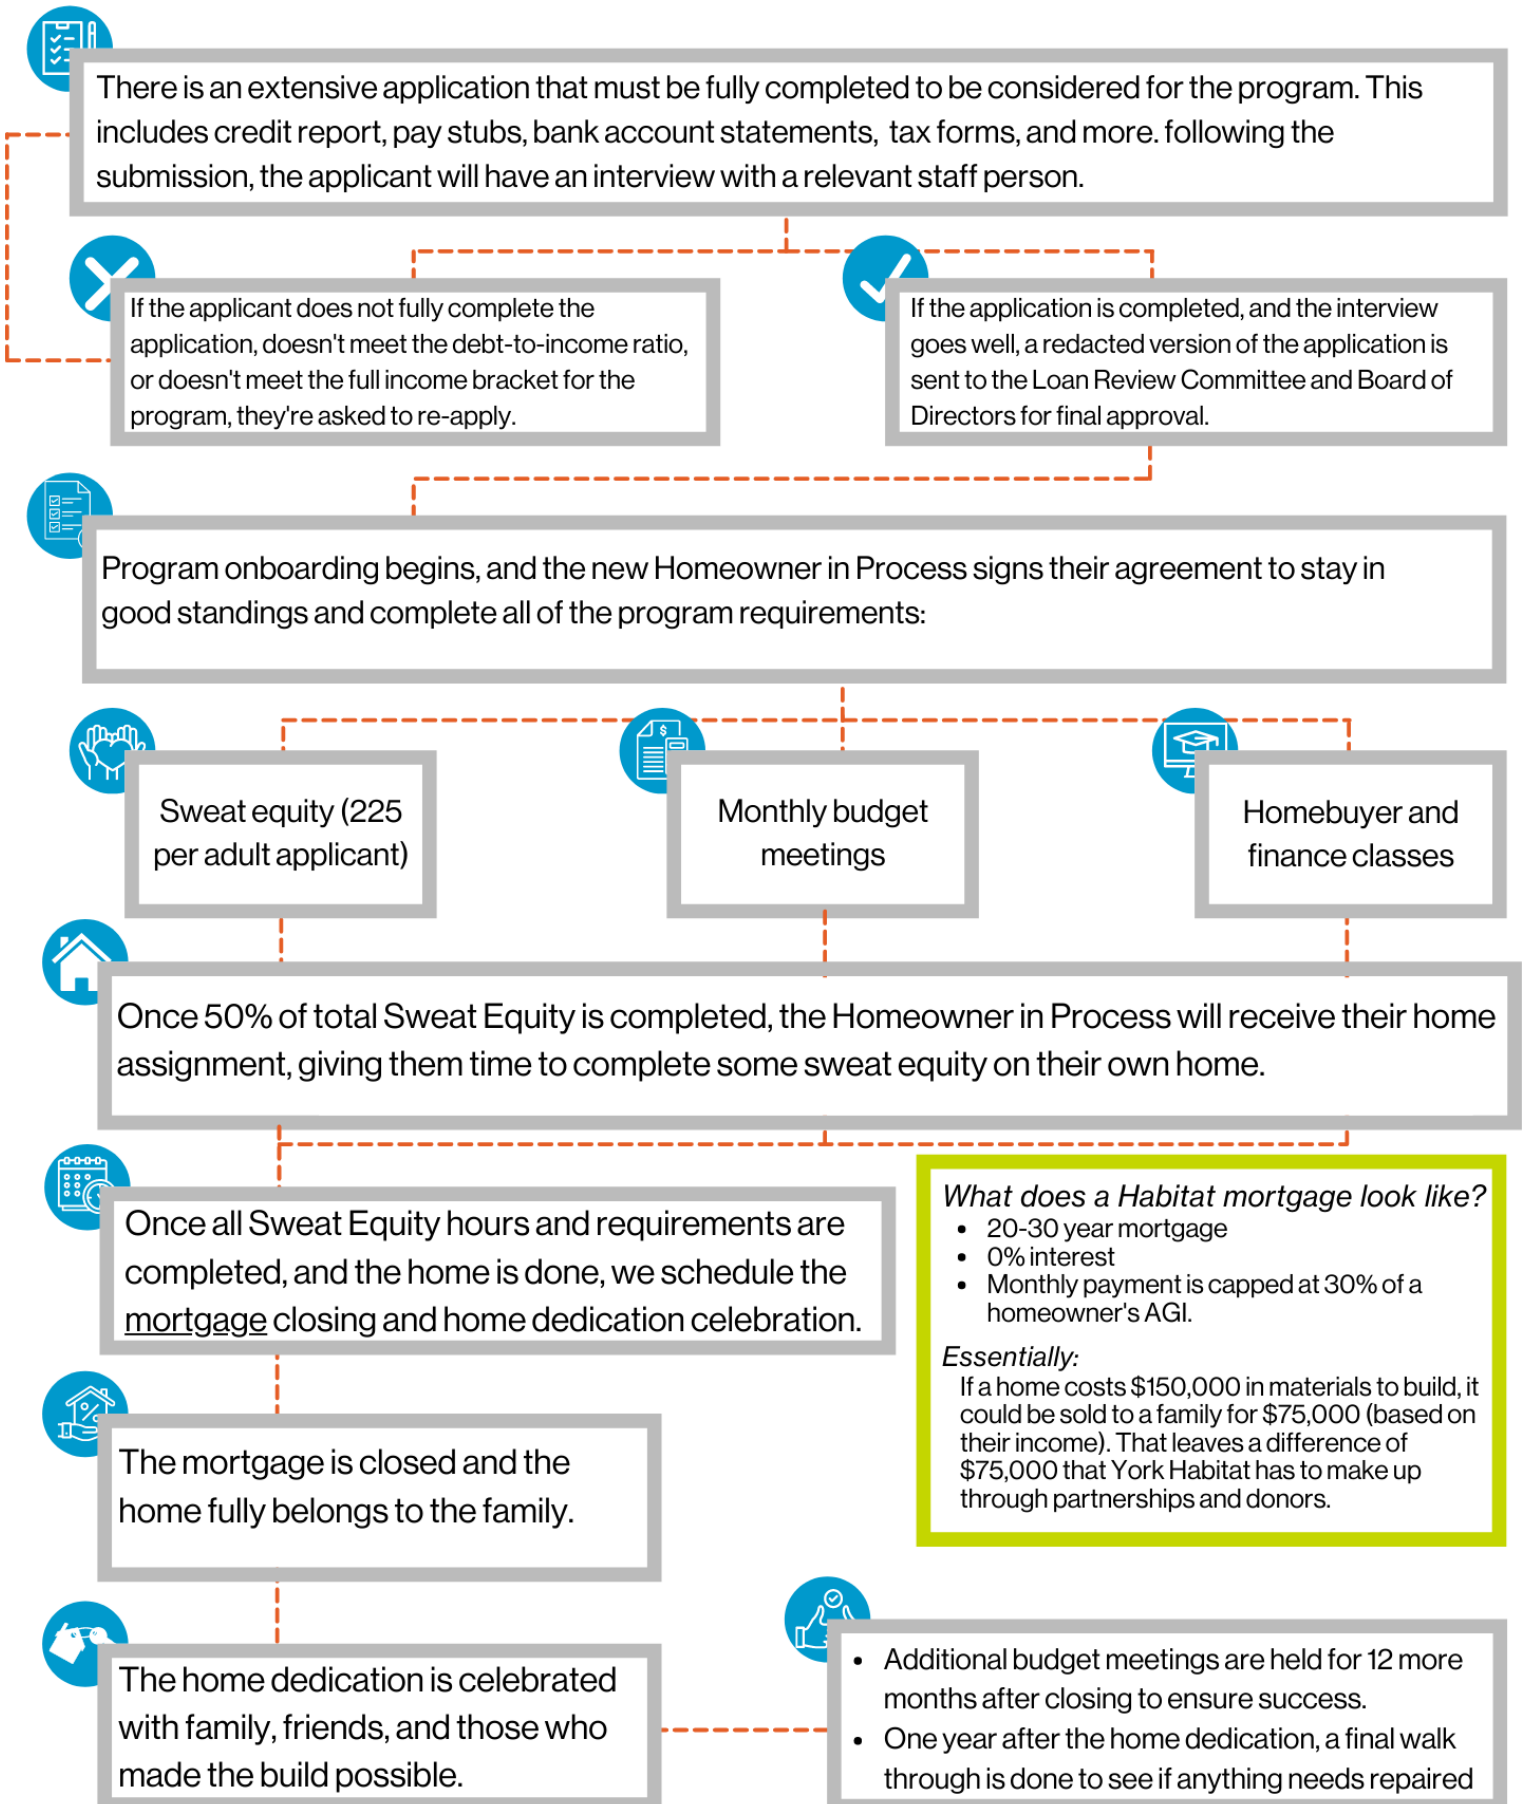 There is an extensive application that must be fully completed to be considered for the program. This
includes credit report, pay stubs, bank account statements, tax forms, and more. following the
submission, the applicant will have an interview with a relevant staff person.
If the applicant does not fully complete the
application, doesn't meet the debt-to-income ratio,
or doesn't meet the full income bracket for the
program, they're asked to re-apply.
If the application is completed, and the interview
goes well, a redacted version of the application is
sent to the Loan Review Committee and Board of
Directors for final approval.
Program onboarding begins, and the new Homeowner in Process signs their agreement to stay in
good standings and complete all of the program requirements:
Sweat equity (225
per adult applicant)
Monthly budget
meetings
Homebuyer and
finance classes
Once 50% of total Sweat Equity is completed, the Homeowner in Process will receive their home
assignment, giving them time to complete some sweat equity on their own home.
Once all Sweat Equity hours and requirements are
completed, and the home is done, we schedule the
mortgage closing and home dedication celebration.
What does a Habitat mortgage look like?
• 20-30 year mortgage
• 0% interest
• Monthly payment is capped at 30% of a
homeowner's AGI.
Essentially:
If a home costs $150,000 in materials to build, it
could be sold to a family for $75,000 (based on
their income). That leaves a difference of
$75,000 that York Habitat has to make up
through partnerships and donors.
The mortgage is closed and the
home fully belongs to the family.
The home dedication is celebrated
with family, friends, and those who
made the build possible.
• Additional budget meetings are held for 12 more
months after closing to ensure success.
• One year after the home dedication, a final walk
through is done to see if anything needs repaired